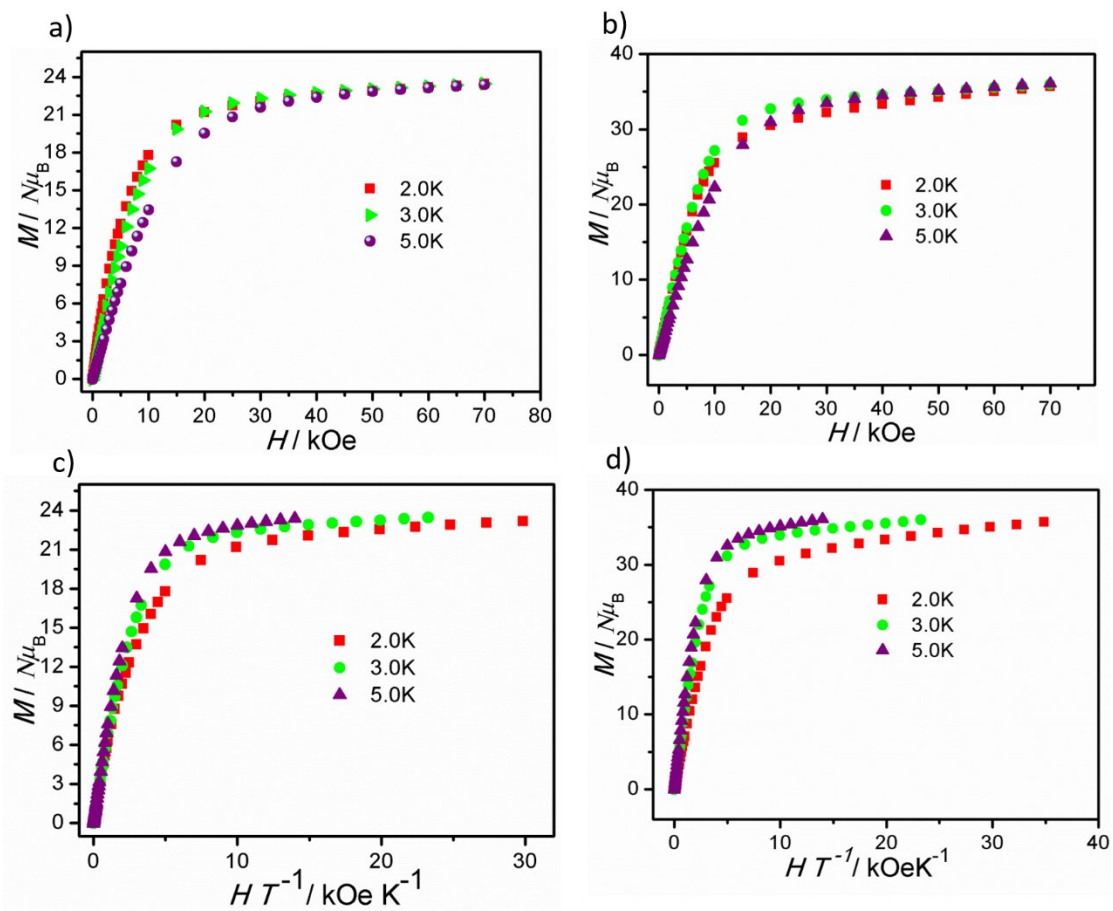 a)
M / NμB
24
21
18
15
12
9
6
3
0
2.0K
3.0K
5.0K
0 10 20 30 40 50 60 70 80
H / kOe
b)
M / NμB
40
30
20
10
0
2.0K
3.0K
5.0K
0 10 20 30 40 50 60 70
H / kOe
c)
M / NμB
24
21
18
15
12
9
6
3
0
2.0K
3.0K
5.0K
0 10 20 30
H T⁻¹/ kOe K⁻¹
d)
M / NμB
40
30
20
10
0
2.0K
3.0K
5.0K
0 10 20 30 40
H T⁻¹/ kOeK⁻¹